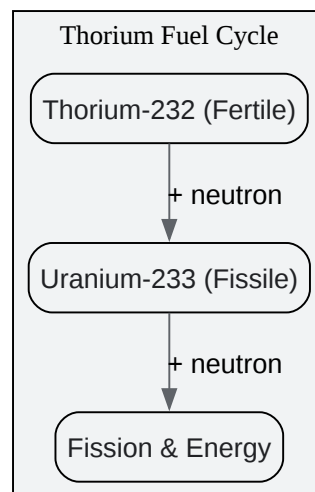 Thorium Fuel Cycle
Thorium-232 (Fertile)
+ neutron
Uranium-233 (Fissile)
+ neutron
Fission & Energy